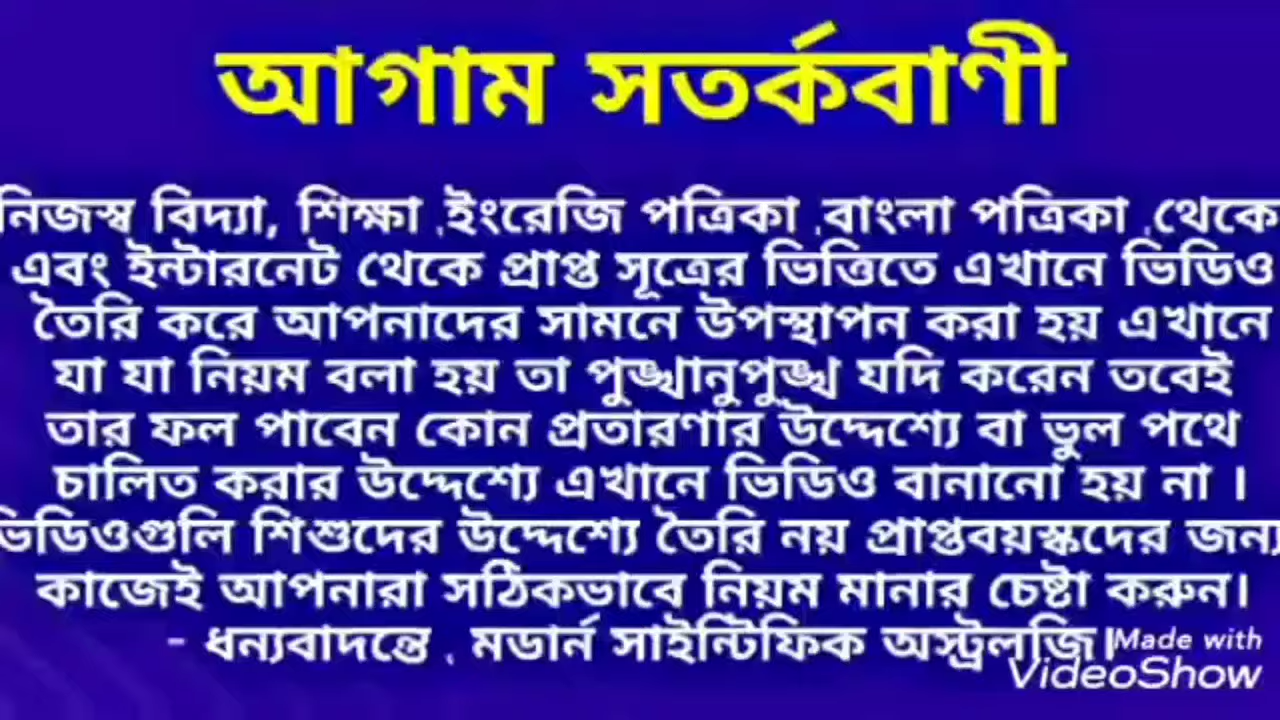 আগাম সতর্কবাণী
নিজস্ব বিদ্যা, শিক্ষা ,ইংরেজি পত্রিকা ,বাংলা পত্রিকা ,থেকে
এবং ইন্টারনেট থেকে প্রাপ্ত সূত্রের ভিত্তিতে এখানে ভিডিও
তৈরি করে আপনাদের সামনে উপস্থাপন করা হয় এখানে
যা যা নিয়ম বলা হয় তা পুঙ্খানুপুঙ্খ যদি করেন তবেই
তার ফল পাবেন কোন প্রতারণার উদ্দেশ্যে বা ভুল পথে
চালিত করার উদ্দেশ্যে এখানে ভিডিও বানানো হয় না ।
ভিডিওগুলি শিশুদের উদ্দেশ্যে তৈরি নয় প্রাপ্তবয়স্কদের জন্য
কাজেই আপনারা সঠিকভাবে নিয়ম মানার চেষ্টা করুন।
- ধন্যবাদন্তে , মডার্ন সাইন্টিফিক অস্ট্রলজি।
Made with
VideoShow